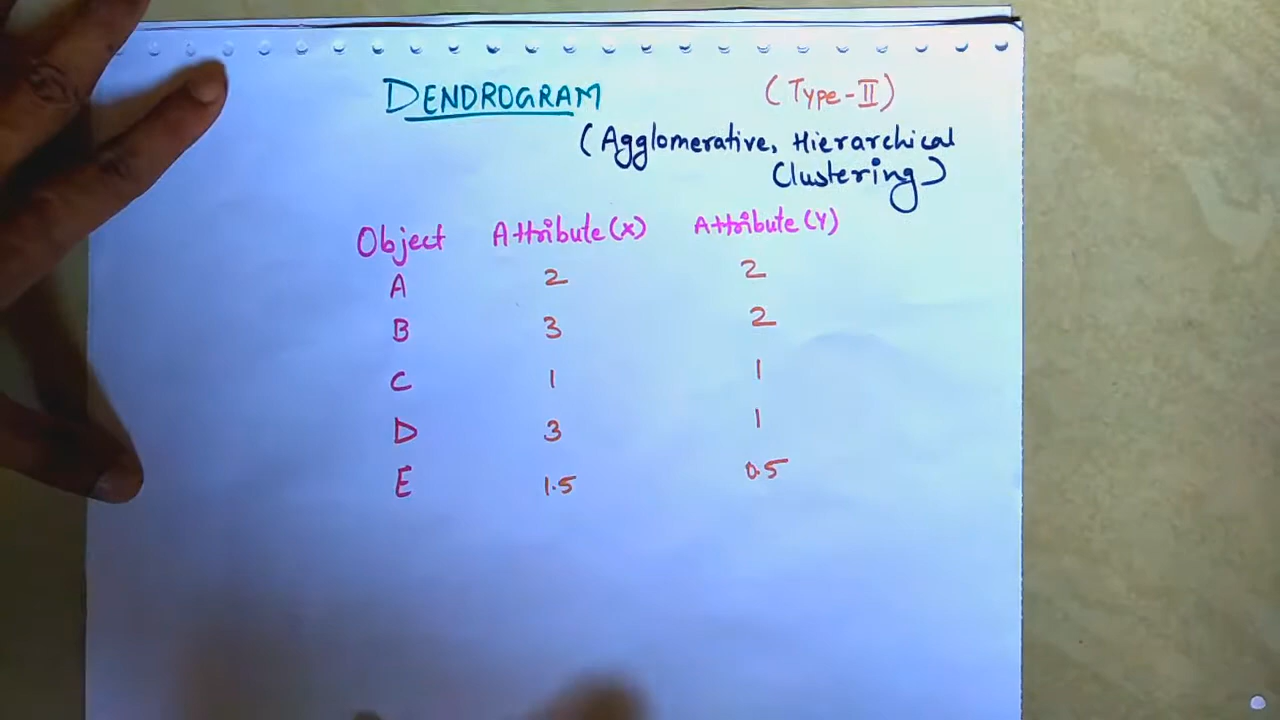 DENDROGRAM (Type-II)
(Agglomerative, Hierarchical
Clustering)
Object Attribute(X) Attribute(Y)
A 2 2
B 3 2
C 1 1
D 3 1
E 1.5 0.5